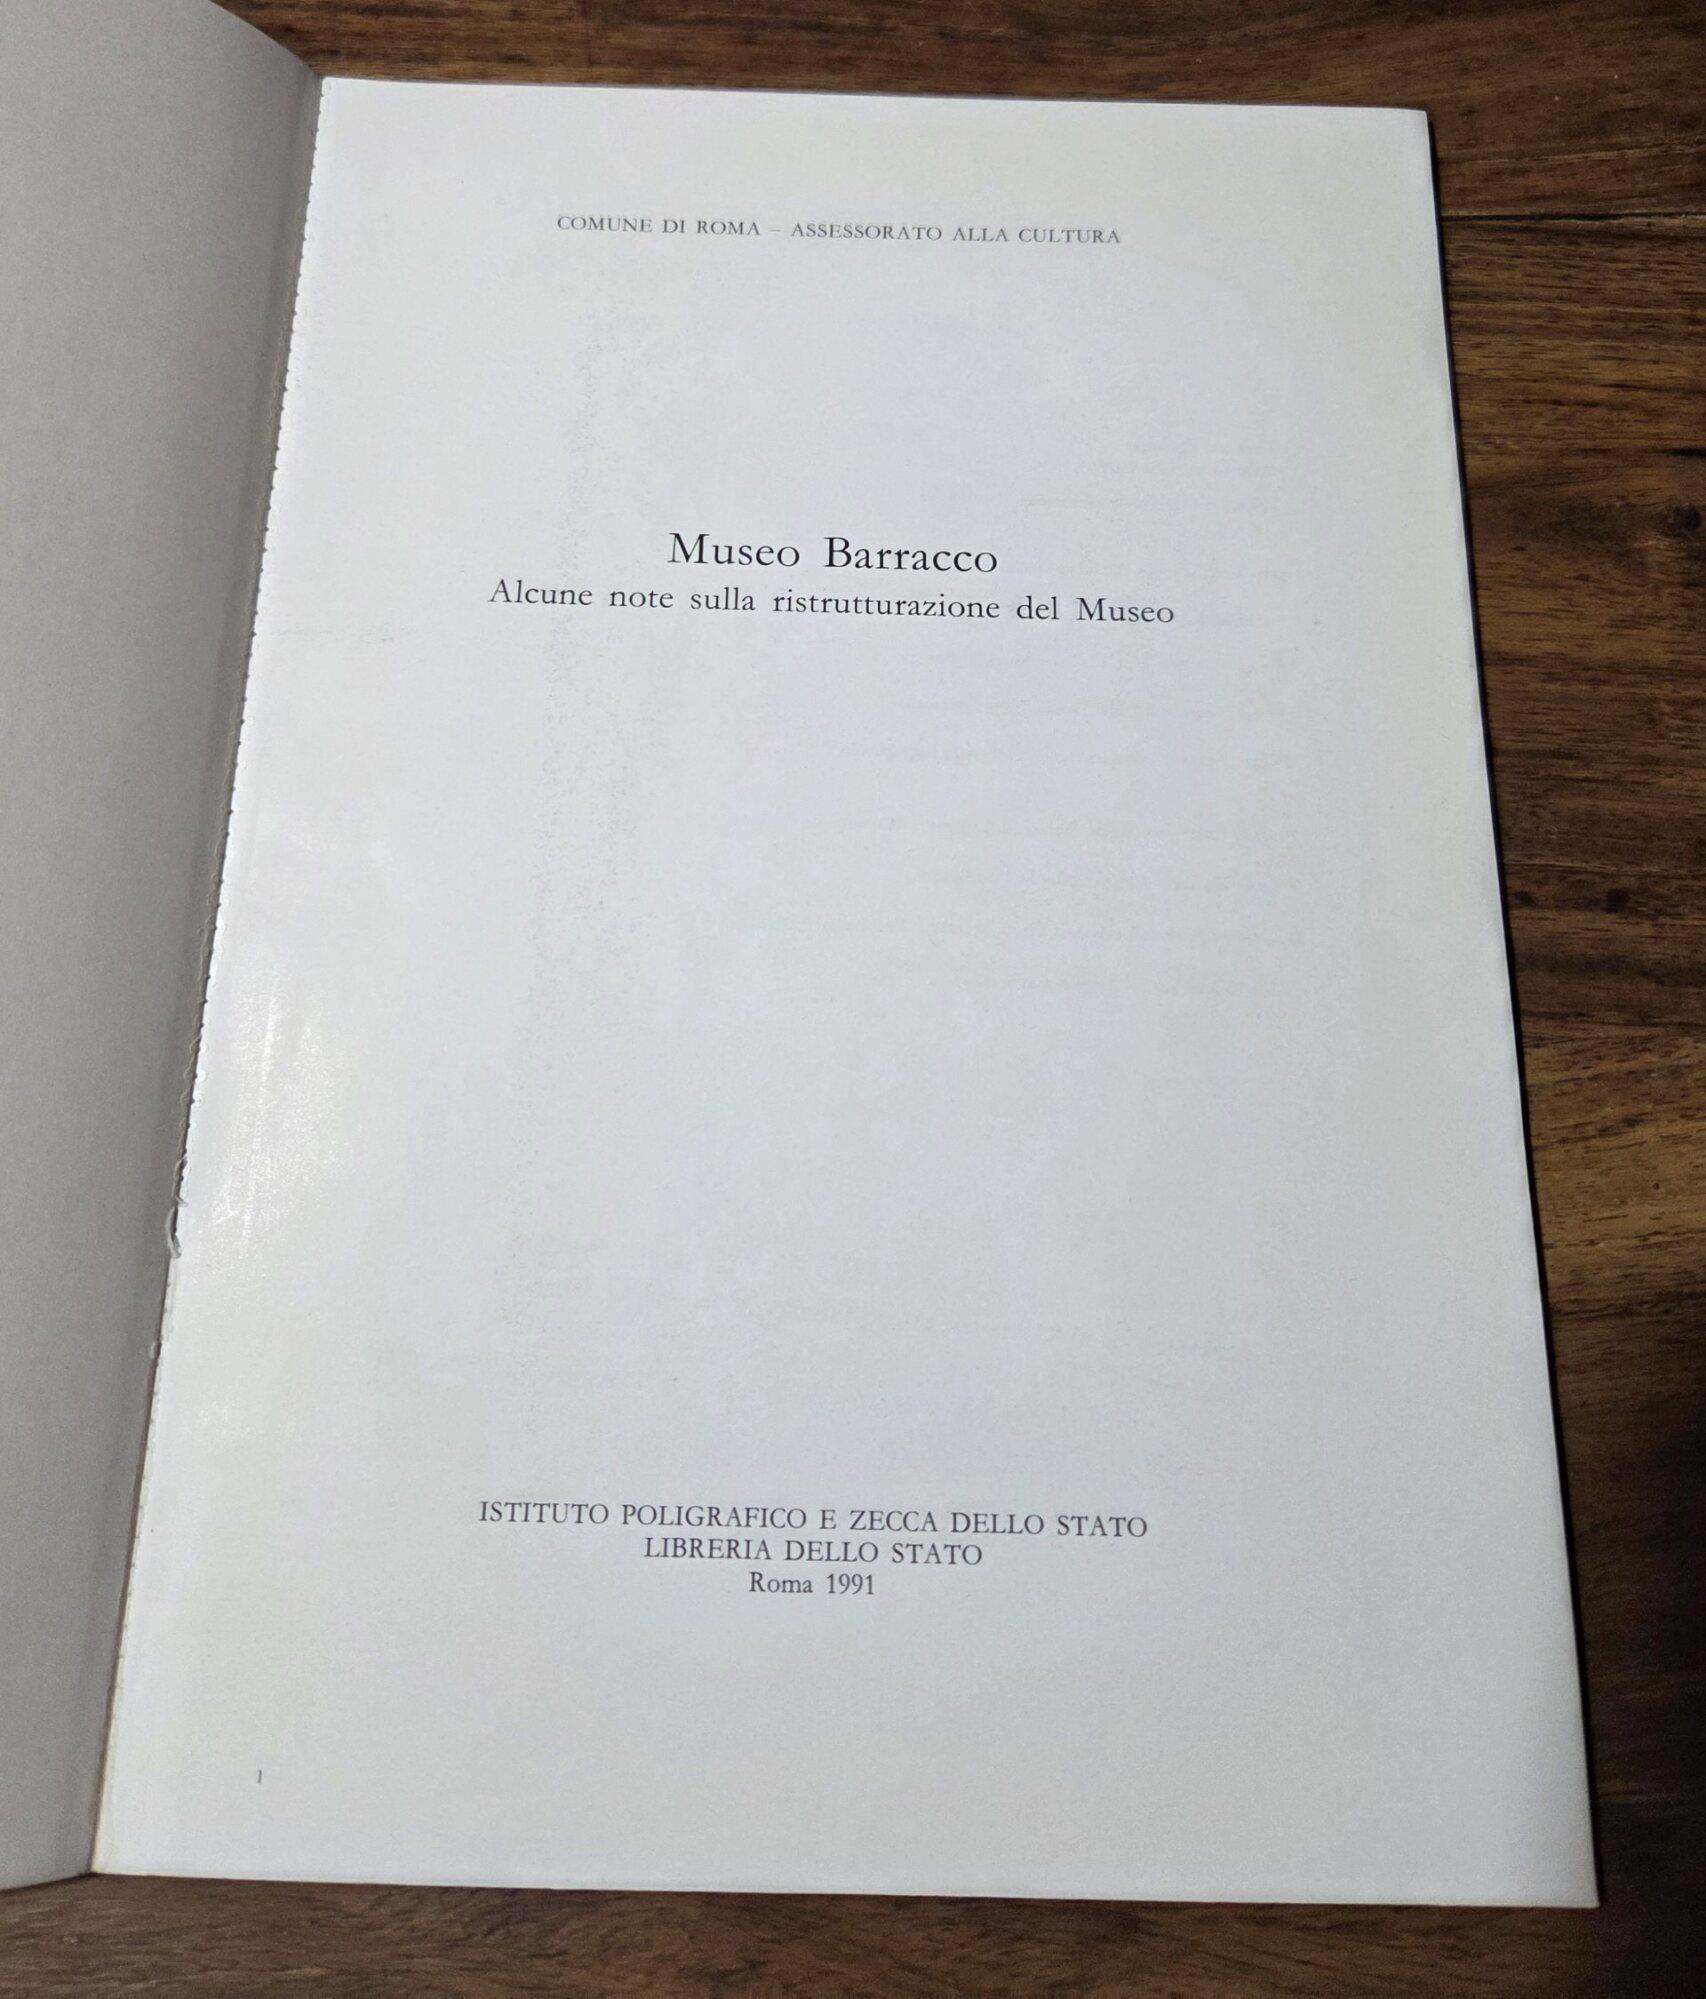 COMUNE DI ROMA – ASSESSORATO ALLA CULTURA
Museo Barracco
Alcune note sulla ristrutturazione del Museo
ISTITUTO POLIGRAFICO E ZECCA DELLO STATO
LIBRERIA DELLO STATO
Roma 1991
1